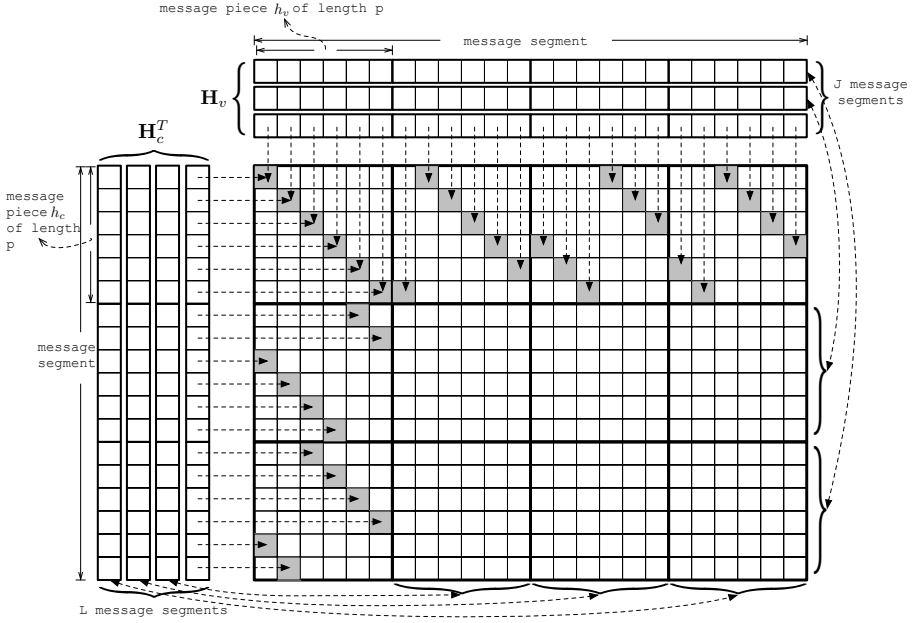 message piece h_v of length p
message segment
H_v
J message
segments
H_c^T
message
piece h_c
of length
p
message
segment
L message segments